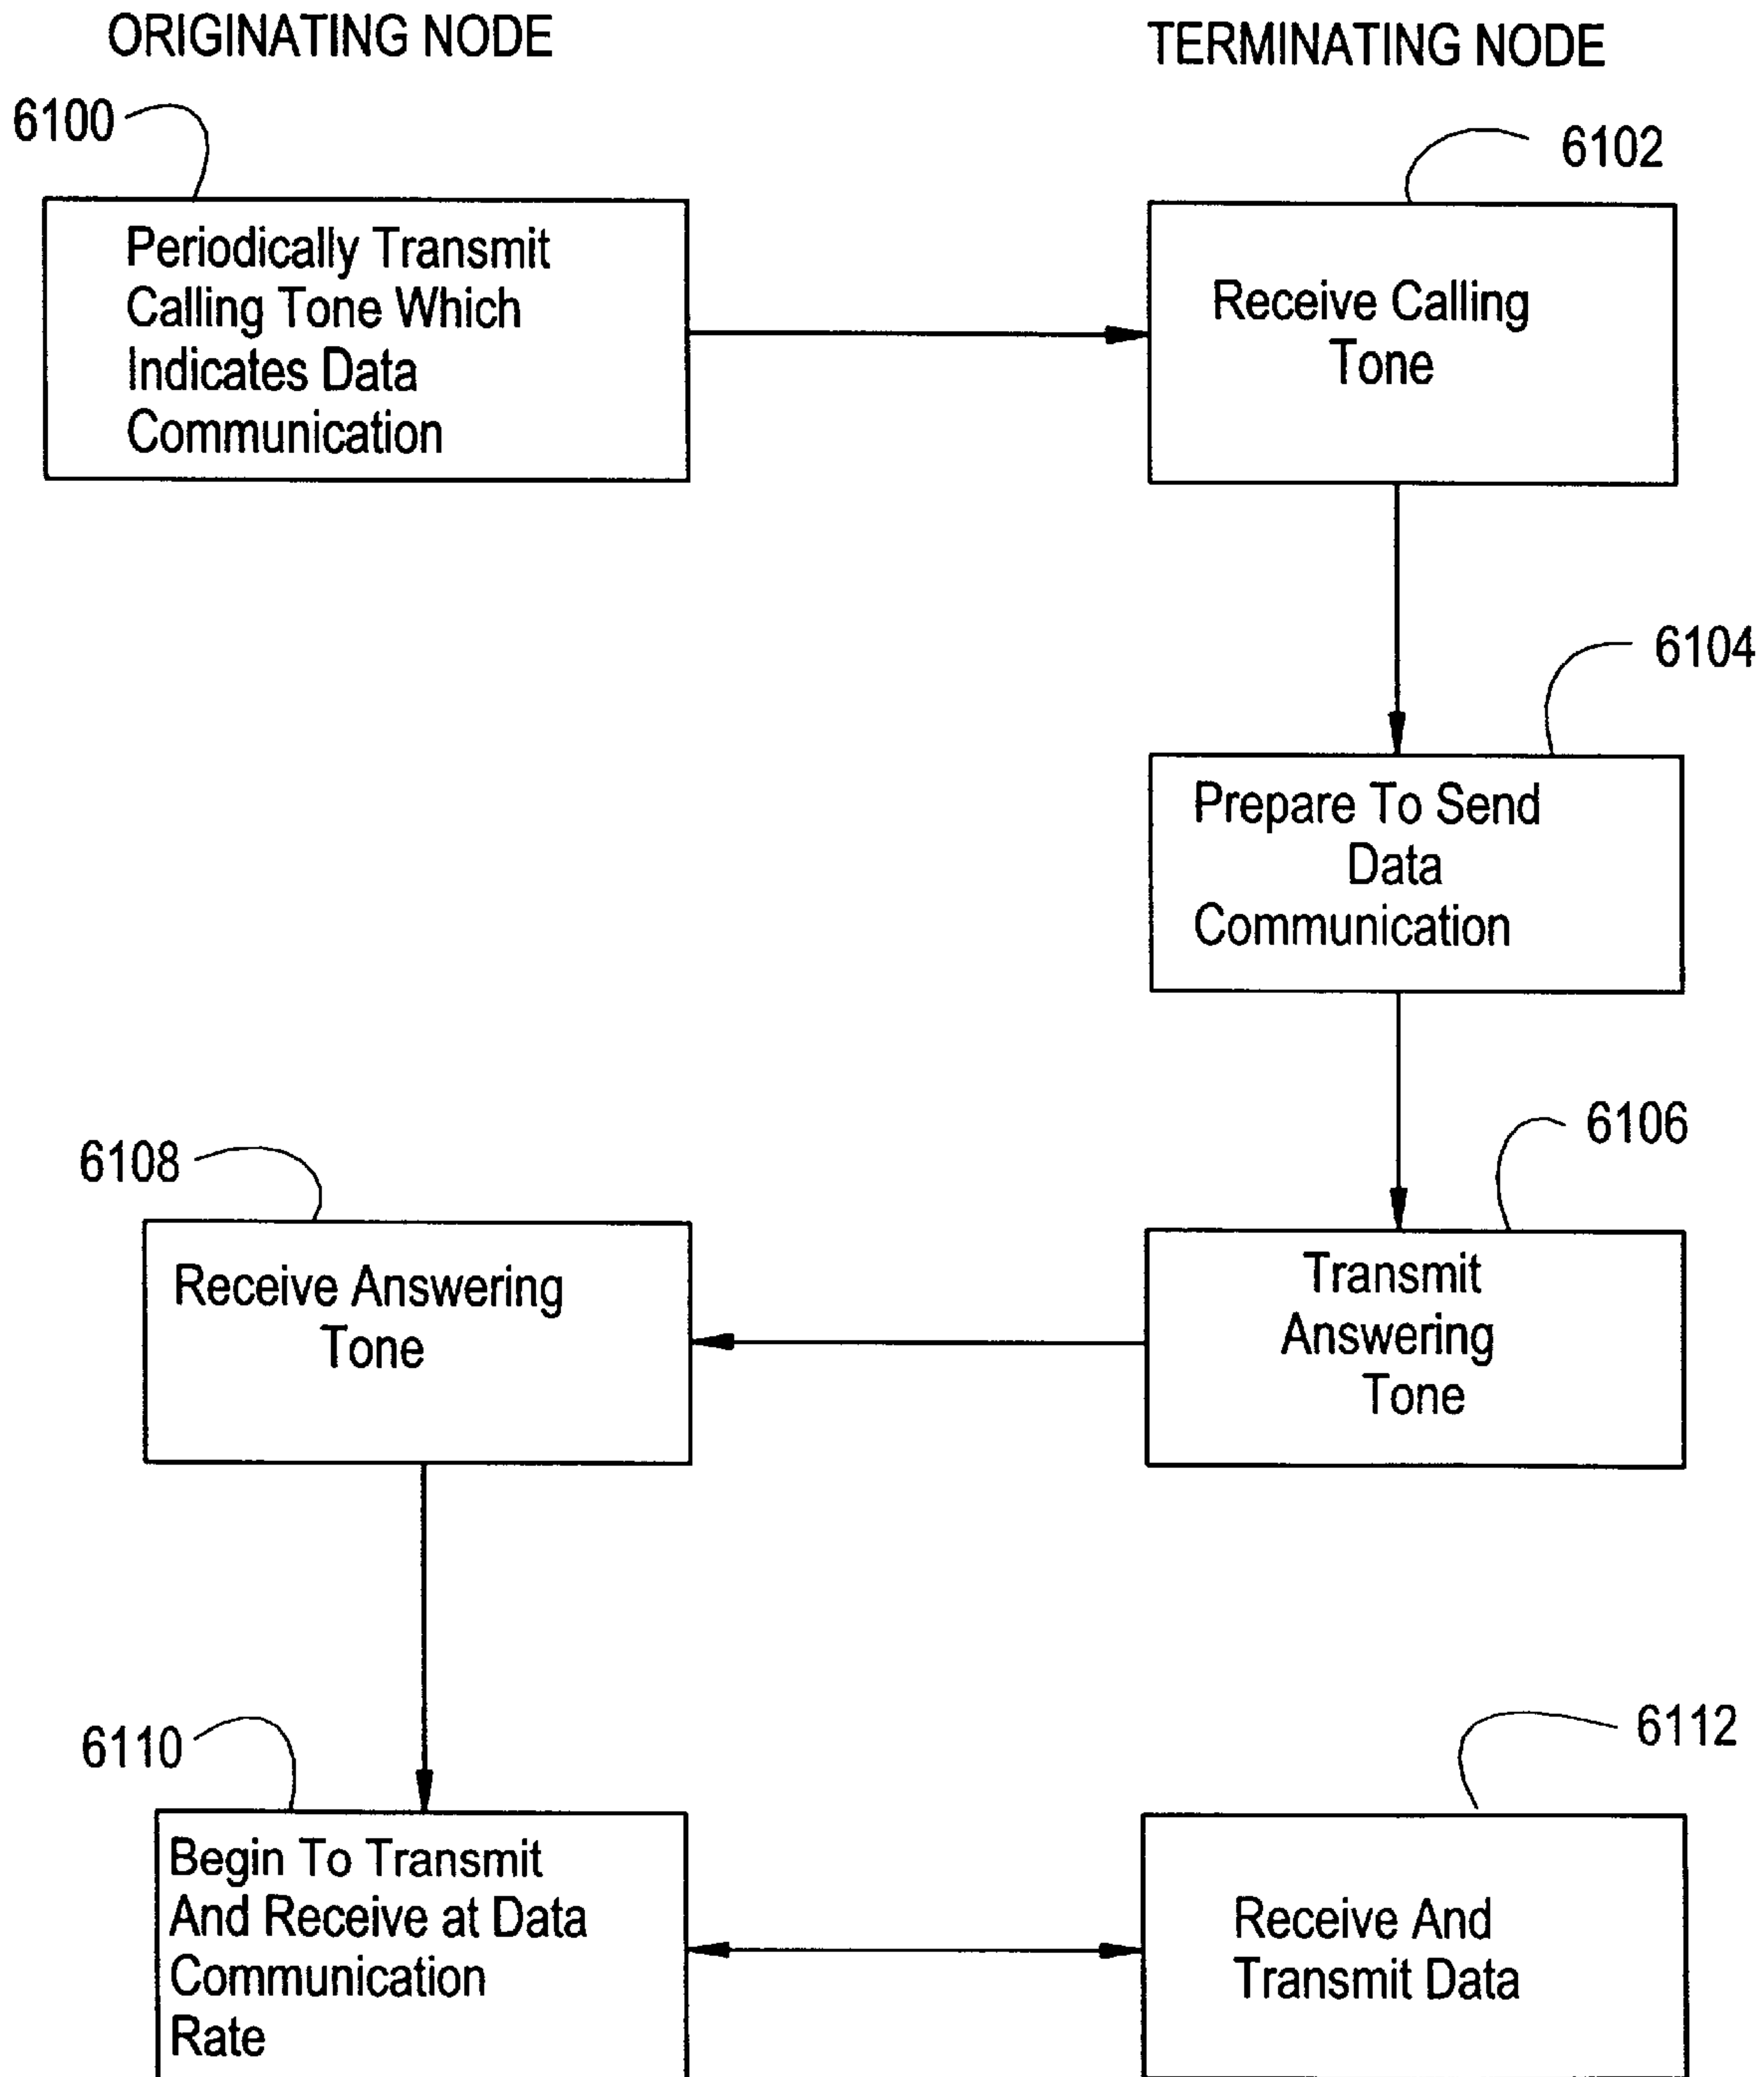 ORIGINATING NODE
TERMINATING NODE
6100
6102
Periodically Transmit
Calling Tone Which
Indicates Data
Communication
Receive Calling
Tone
6104
Prepare To Send
Data
Communication
6106
6108
Transmit
Answering
Tone
Receive Answering
Tone
6110
6112
Begin To Transmit
And Receive at Data
Communication
Rate
Receive And
Transmit Data